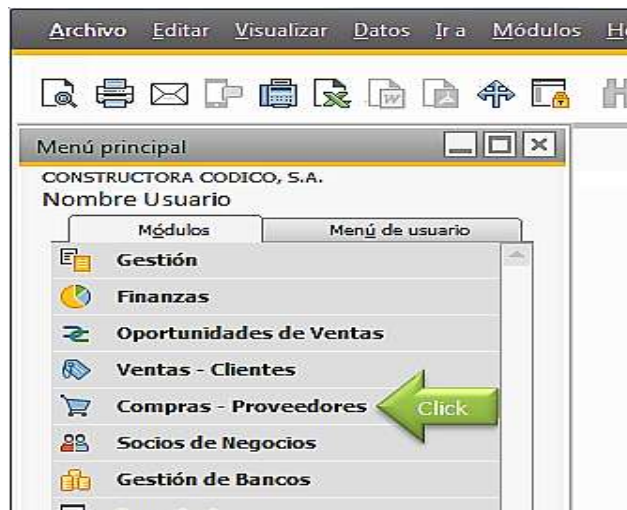 Archivo Editar Visualizar Datos Ir a Módulos
Menú principal
CONSTRUCTORA CODICO, S.A.
Nombre Usuario
Módulos Menú de usuario
Gestión
Finanzas
Oportunidades de Ventas
Ventas - Clientes
Compras - Proveedores Click
Socios de Negocios
Gestión de Bancos